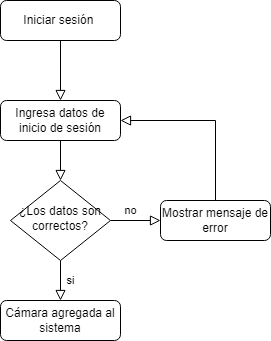 Iniciar sesión
Ingresa datos de
inicio de sesión
¿Los datos son
correctos?
no
Mostrar mensaje de
error
si
Cámara agregada al
sistema